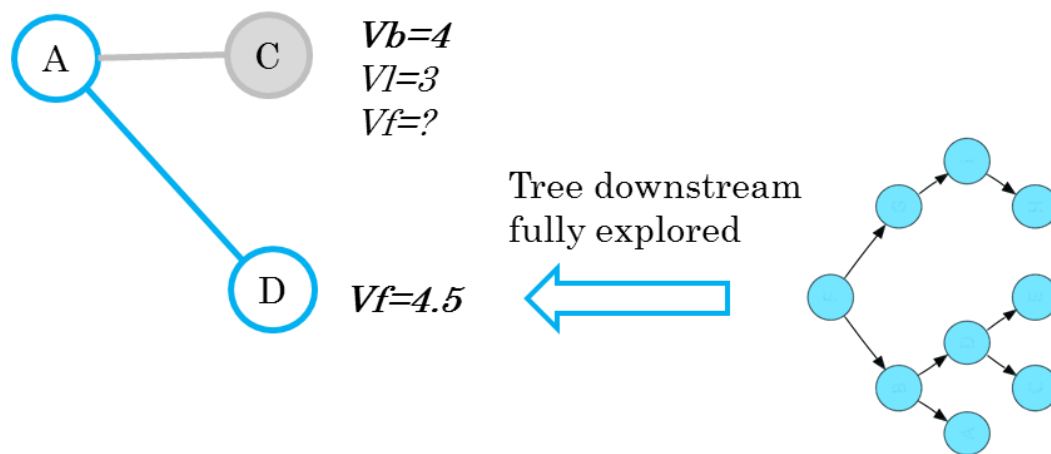 A
C
Vb=4
Vl=3
Vf=?
D
Vf=4.5
Tree downstream
fully explored
F
G
I
H
B
D
E
C
A